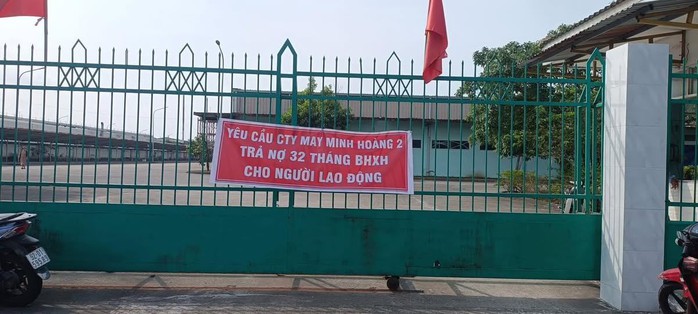 YÊU CẦU CTY MAY MINH HOÀNG 2
TRẢ NỢ 32 THÁNG BHXH
CHO NGƯỜI LAO ĐỘNG